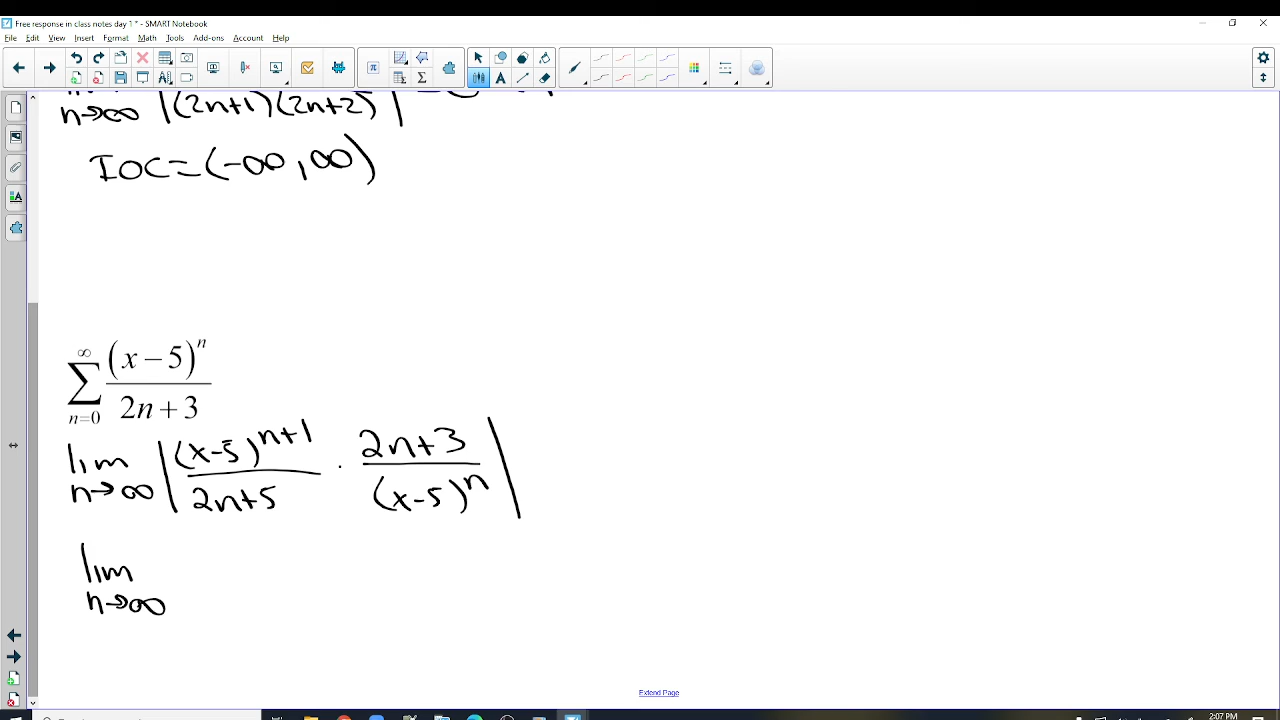 Free response in class notes day 1 * - SMART Notebook
File Edit View Insert Format Math Tools Add-ons Account Help
n→∞ |(2n+1)(2n+2)|
IOC=(-∞,∞)
∞
∑ (x-5)^n / 2n+3
n=0
lim n→∞ |(x-5)^(n+1) / 2n+5 · 2n+3 / (x-5)^n|
lim
n→∞
Extend Page
2:07 PM